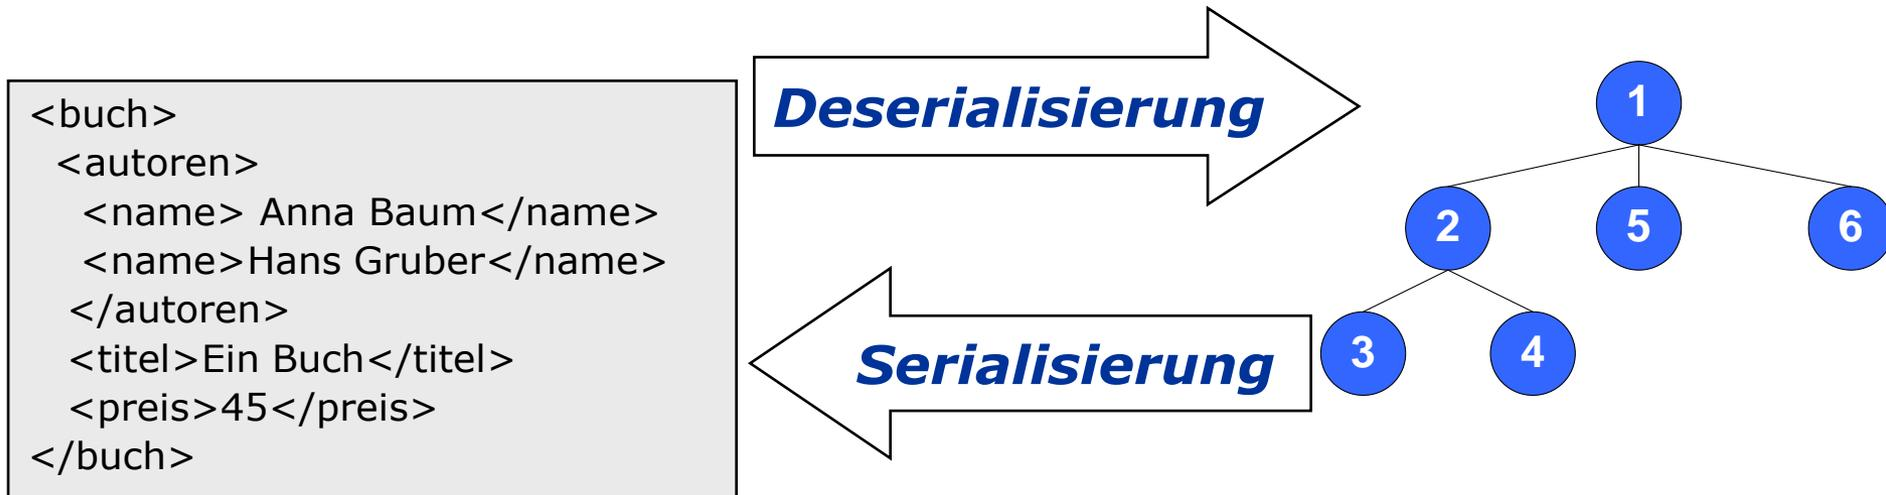 <buch>
<autoren>
<name> Anna Baum</name>
<name>Hans Gruber</name>
</autoren>
<titel>Ein Buch</titel>
<preis>45</preis>
</buch>
Deserialisierung
Serialisierung
1
2 5 6
3 4